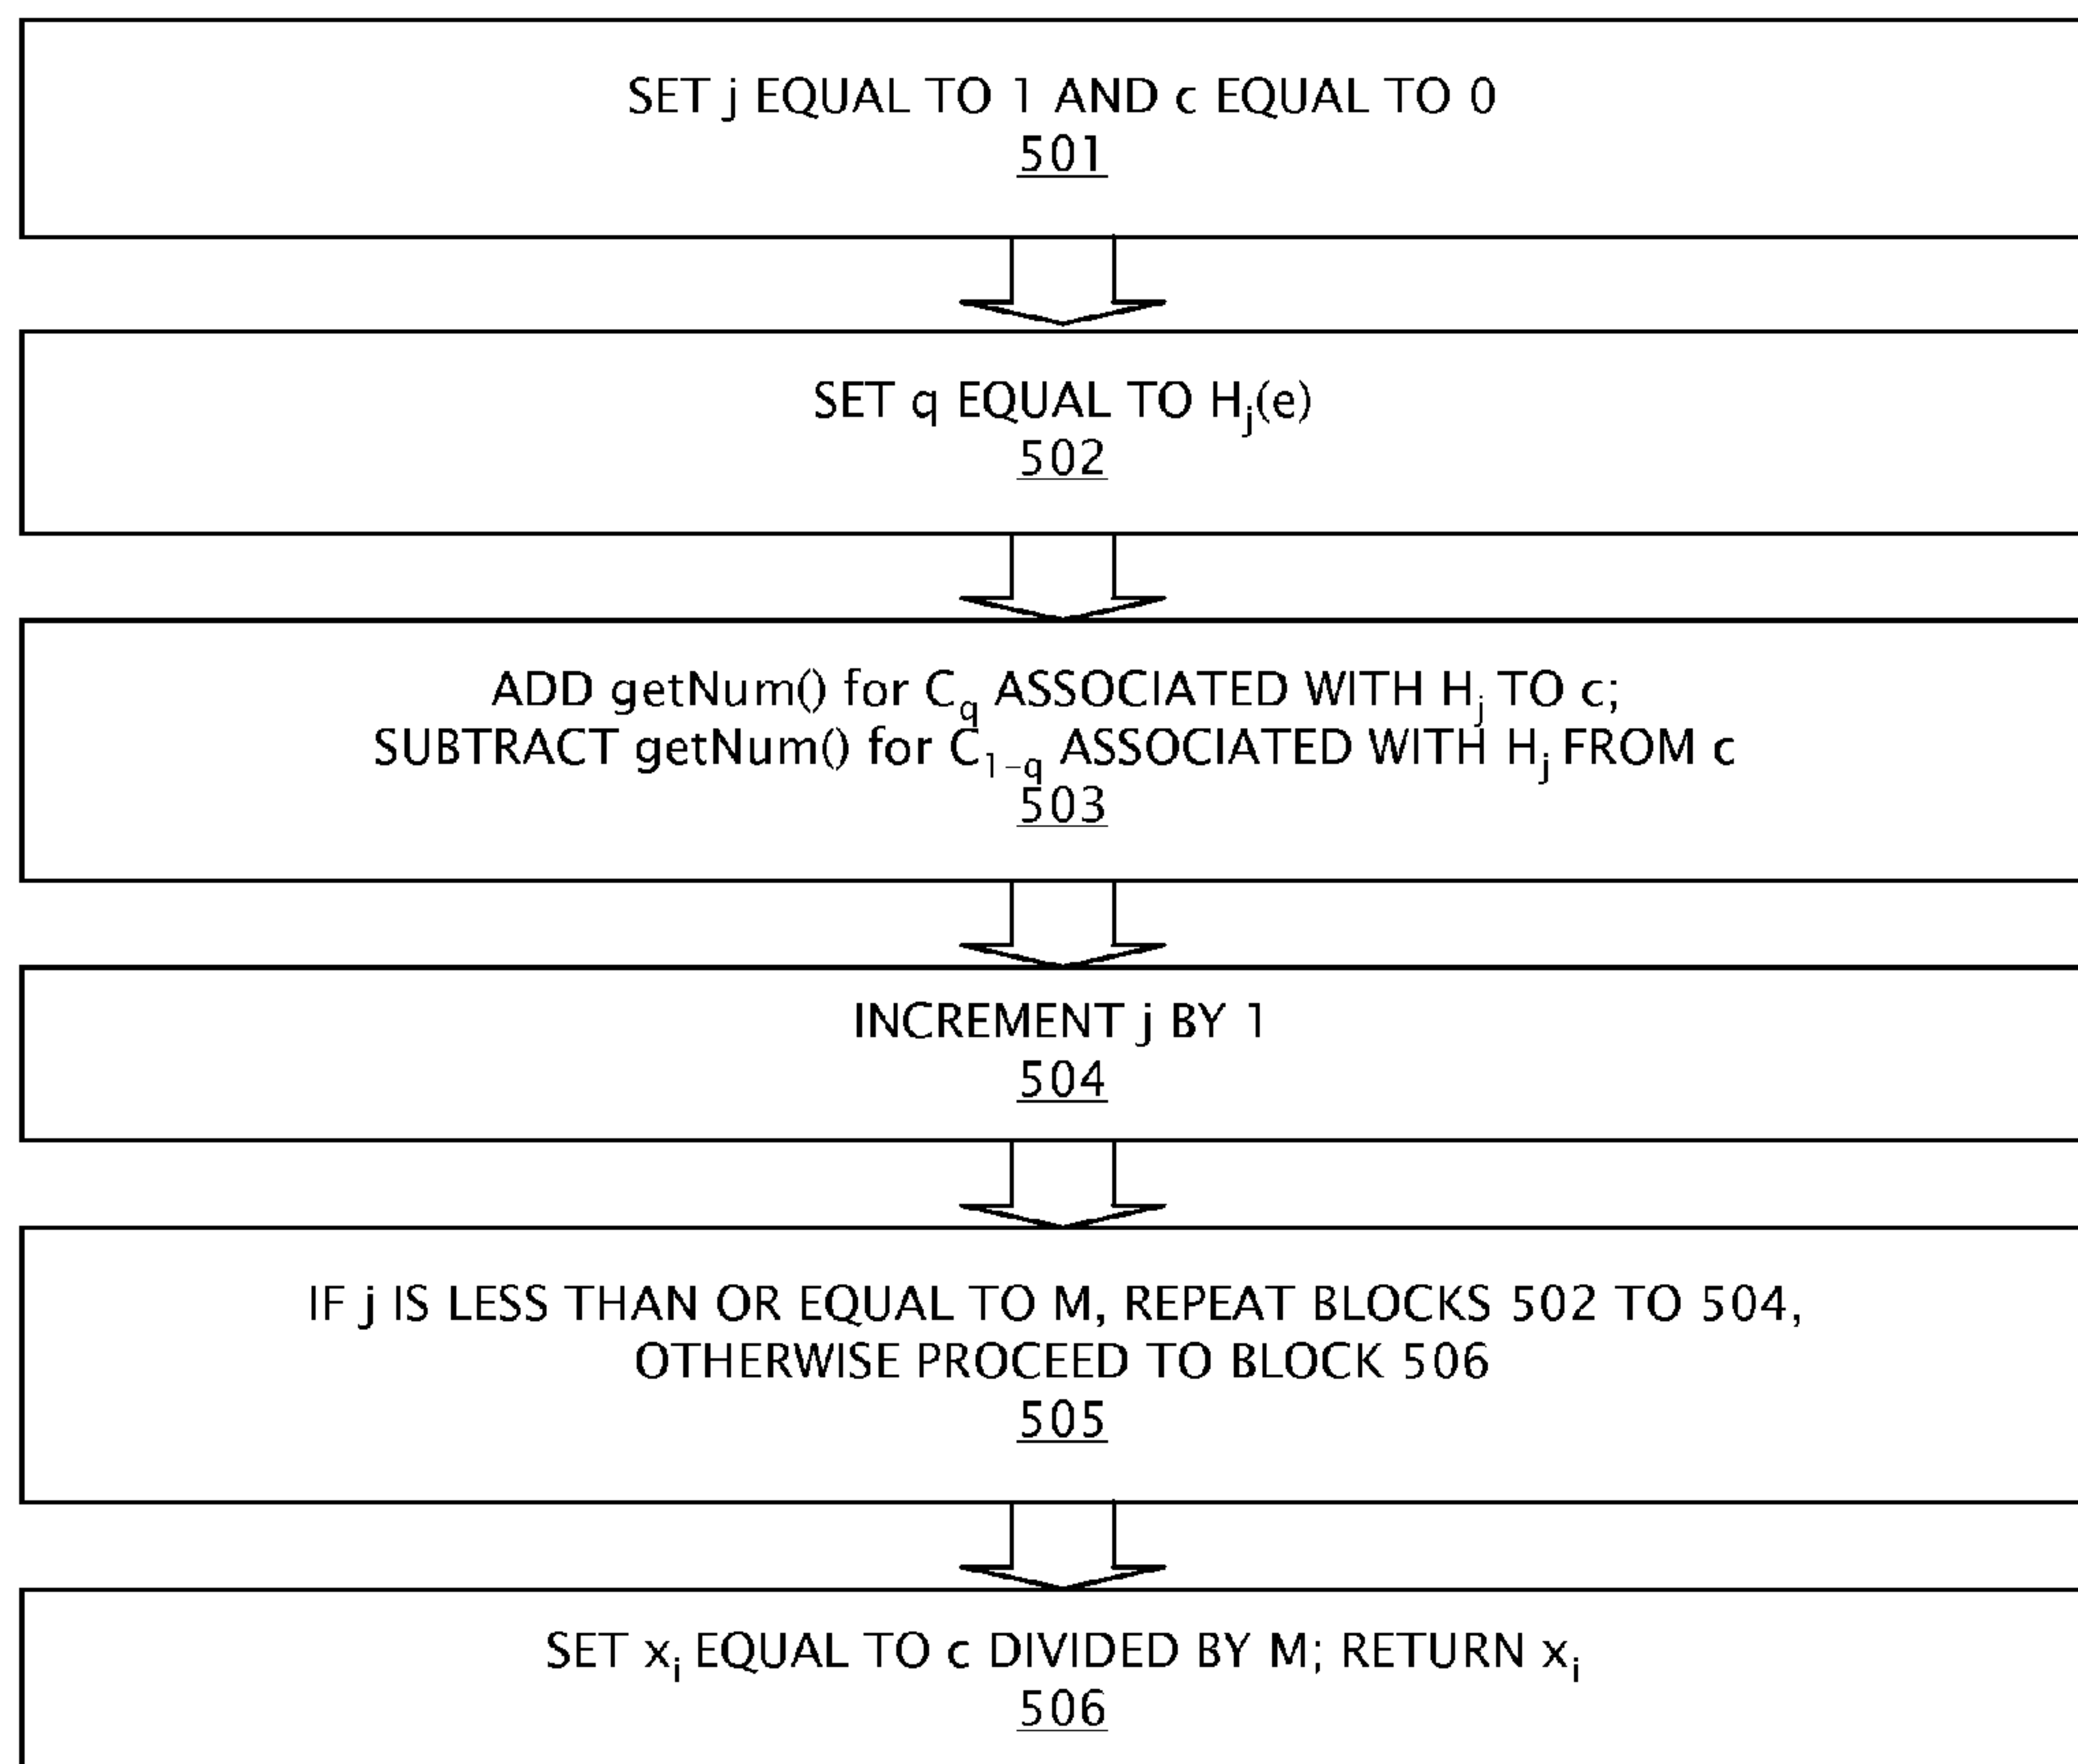 SET j EQUAL TO 1 AND c EQUAL TO 0
501
SET q EQUAL TO Hj(e)
502
ADD getNum() for Cq ASSOCIATED WITH Hj TO c;
SUBTRACT getNum() for C1-q ASSOCIATED WITH Hj FROM c
503
INCREMENT j BY 1
504
IF j IS LESS THAN OR EQUAL TO M, REPEAT BLOCKS 502 TO 504,
OTHERWISE PROCEED TO BLOCK 506
505
SET xi EQUAL TO c DIVIDED BY M; RETURN xi
506